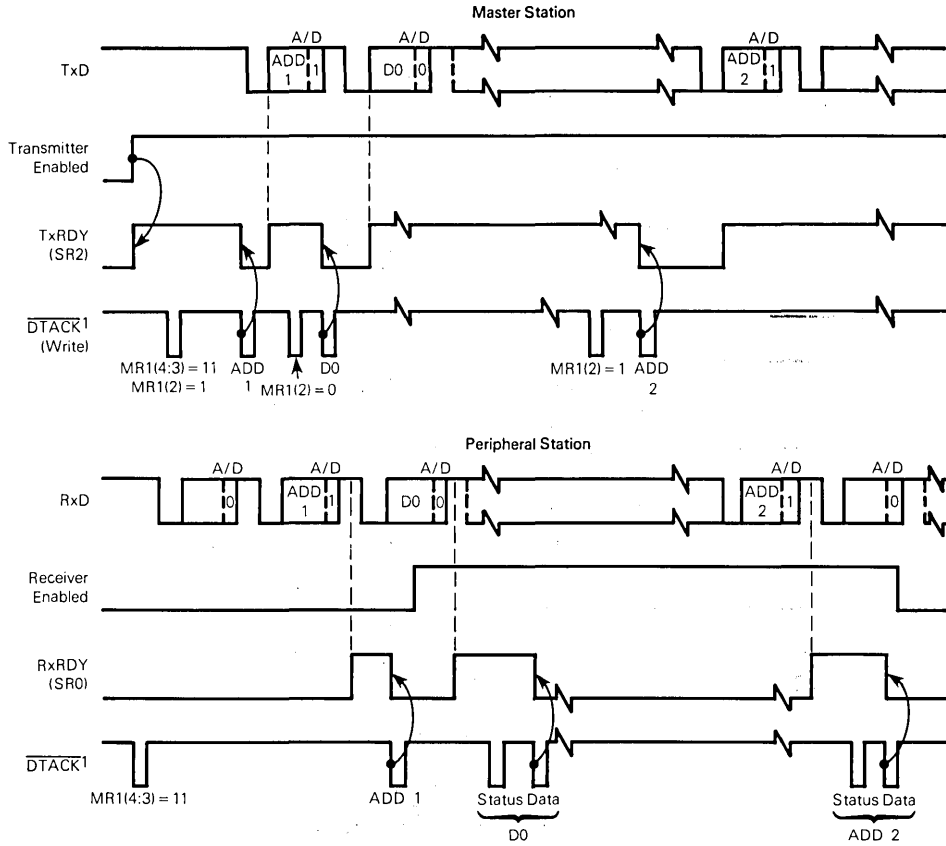 Master Station
A/D A/D A/D
TxD ADD 1 1 D0 0 ADD 2 1
Transmitter
Enabled
TxRDY
(SR2)
DTACK1
(Write)
MR1(4:3) = 11
MR1(2) = 1
ADD
1
MR1(2) = 0
D0
MR1(2) = 1
ADD
2
Peripheral Station
A/D A/D A/D A/D A/D
RxD 0 ADD 1 1 D0 0 ADD 2 1 0
Receiver
Enabled
RxRDY
(SR0)
DTACK1
MR1(4:3) = 11
ADD 1
Status Data
D0
Status Data
ADD 2